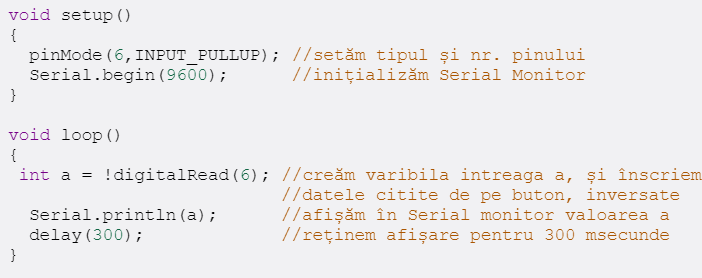 void setup()
{
  pinMode(6,INPUT_PULLUP); //setăm tipul și nr. pinului
  Serial.begin(9600);      //inițializăm Serial Monitor
}

void loop()
{
 int a = !digitalRead(6); //creăm varibila intreaga a, și înscriem
                          //datele citite de pe buton, inversate
  Serial.println(a);      //afișăm în Serial monitor valoarea a
  delay(300);             //reținem afișare pentru 300 msecunde
}